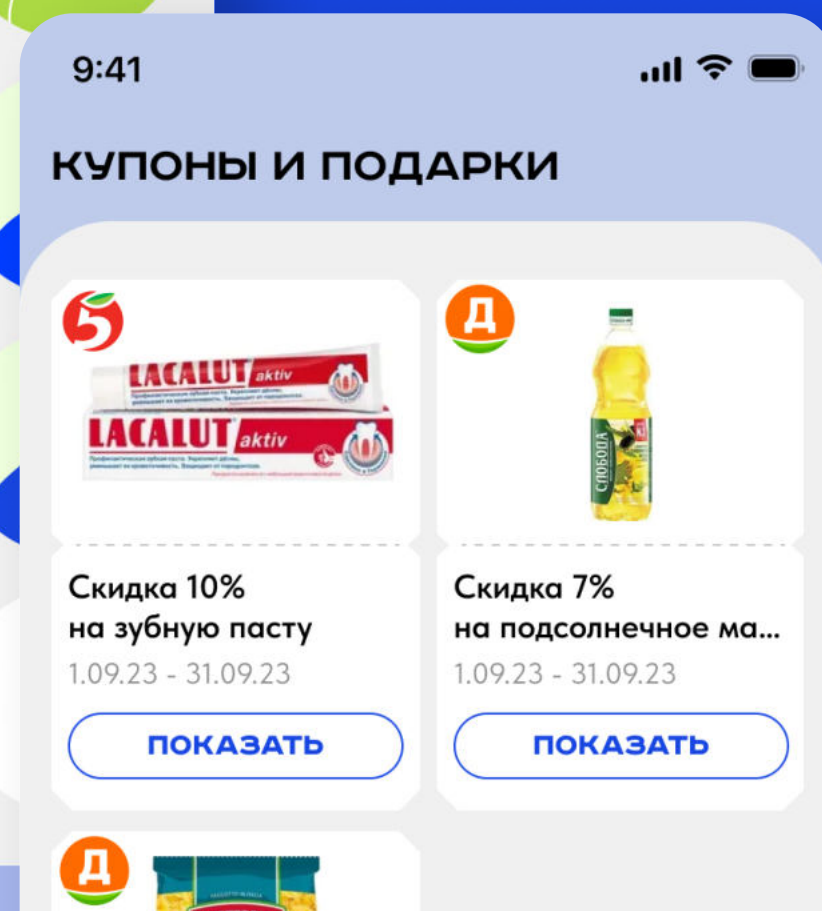 9:41
КУПОНЫ И ПОДАРКИ
5
LACALUT aktiv
LACALUT aktiv
Д
СЛОБОДА
Скидка 10%
на зубную пасту
1.09.23 - 31.09.23
ПОКАЗАТЬ
Скидка 7%
на подсолнечное ма...
1.09.23 - 31.09.23
ПОКАЗАТЬ
Д